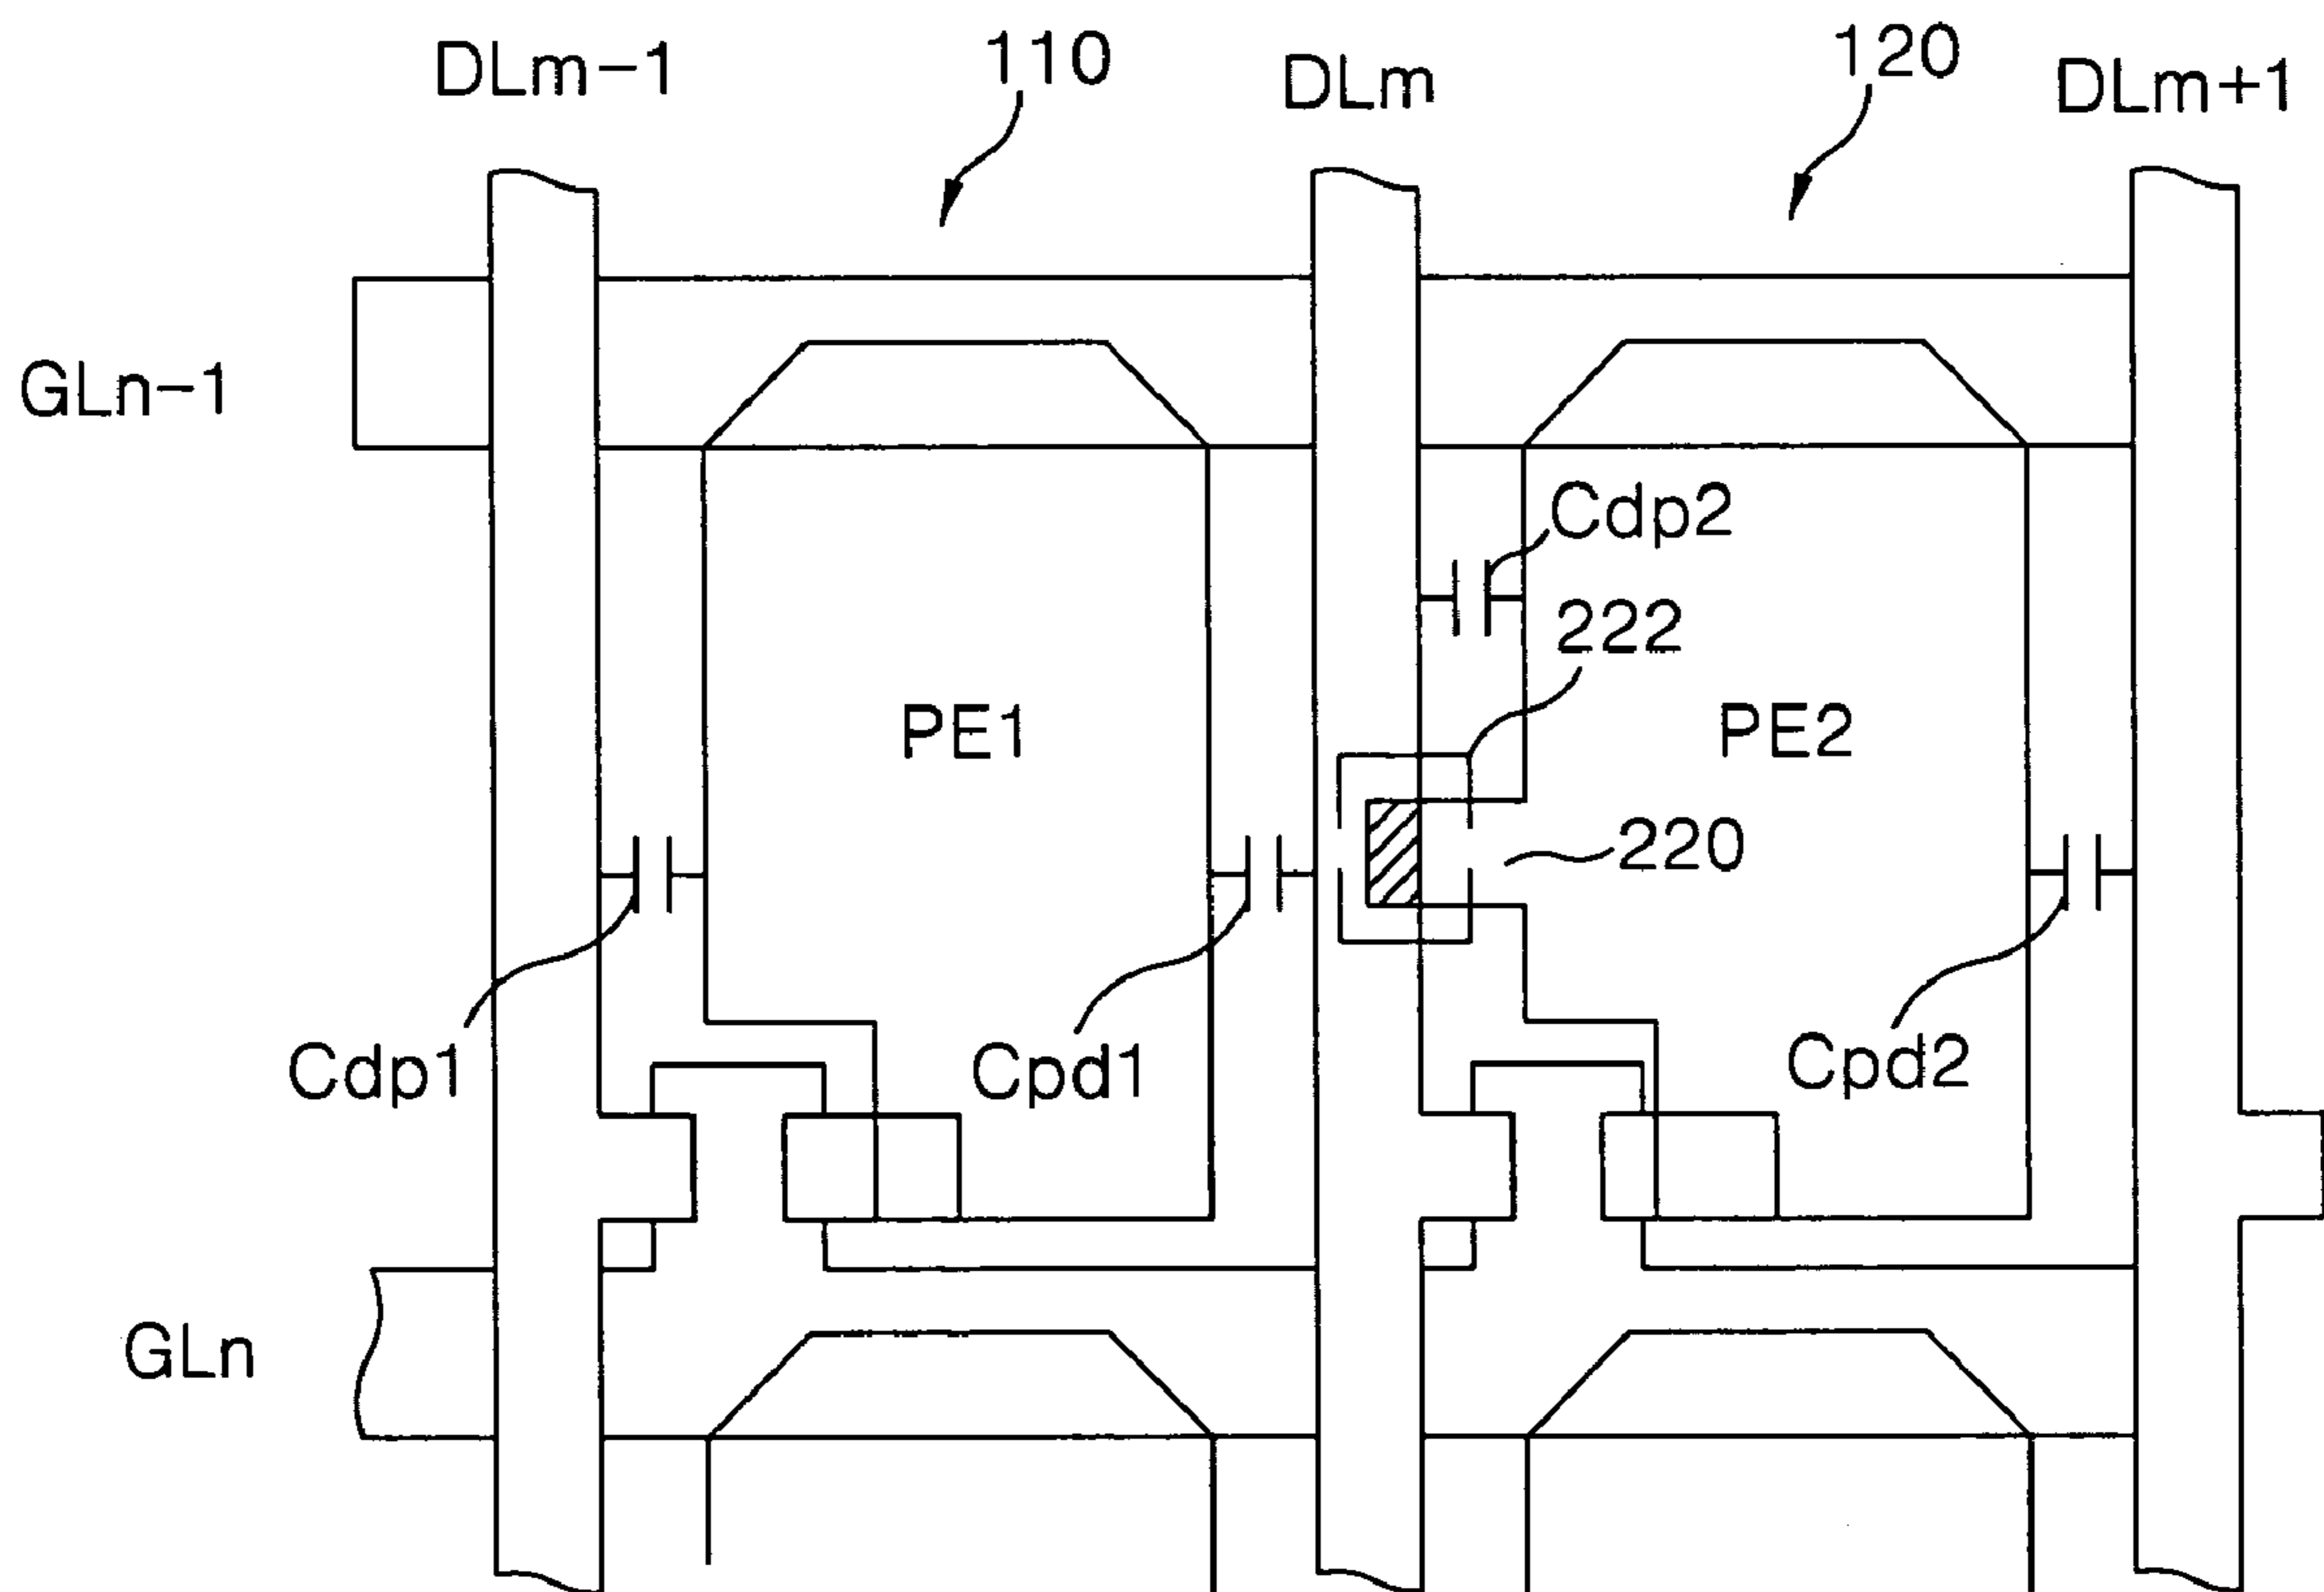 DLm-1
110
DLm
120
DLm+1
GLn-1
Cdp2
222
PE1
PE2
220
Cdp1
Cpd1
Cpd2
GLn